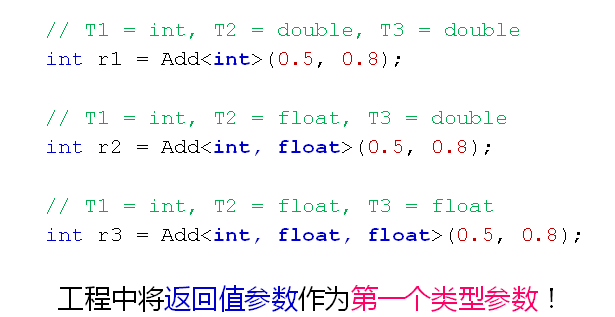 // T1 = int, T2 = double, T3 = double
int r1 = Add<int>(0.5, 0.8);
// T1 = int, T2 = float, T3 = double
int r2 = Add<int, float>(0.5, 0.8);
// T1 = int, T2 = float, T3 = float
int r3 = Add<int, float, float>(0.5, 0.8);
工程中将返回值参数作为第一个类型参数！